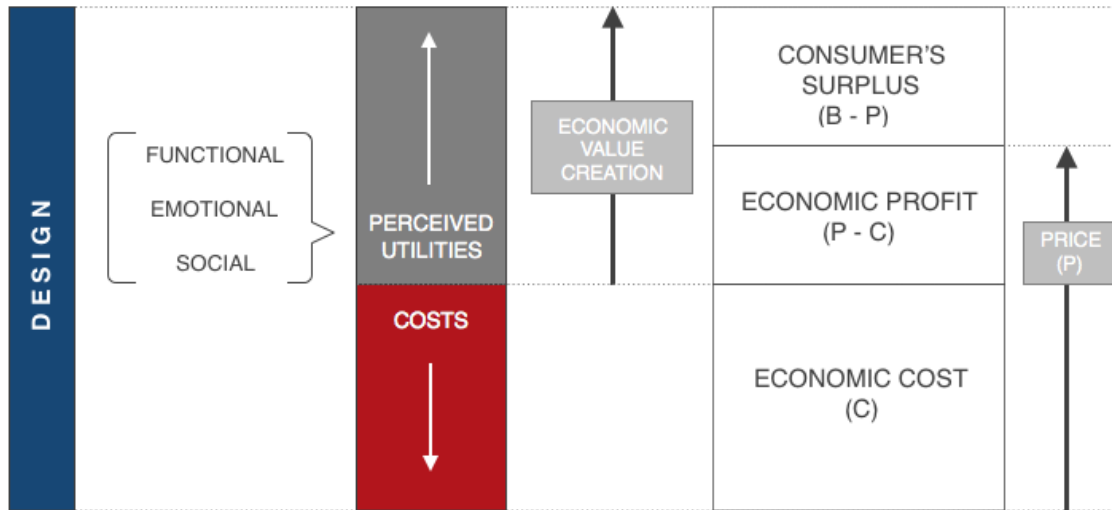 DESIGN
FUNCTIONAL
EMOTIONAL
SOCIAL
PERCEIVED
UTILITIES
COSTS
ECONOMIC
VALUE
CREATION
CONSUMER'S
SURPLUS
(B - P)
ECONOMIC PROFIT
(P - C)
ECONOMIC COST
(C)
PRICE
(P)